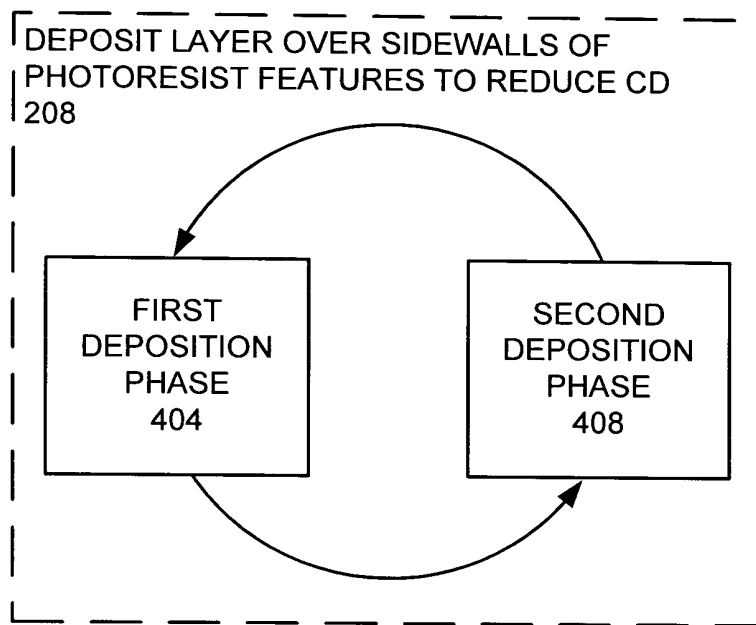 DEPOSIT LAYER OVER SIDEWALLS OF
PHOTORESIST FEATURES TO REDUCE CD
208
FIRST
DEPOSITION
PHASE
404
SECOND
DEPOSITION
PHASE
408